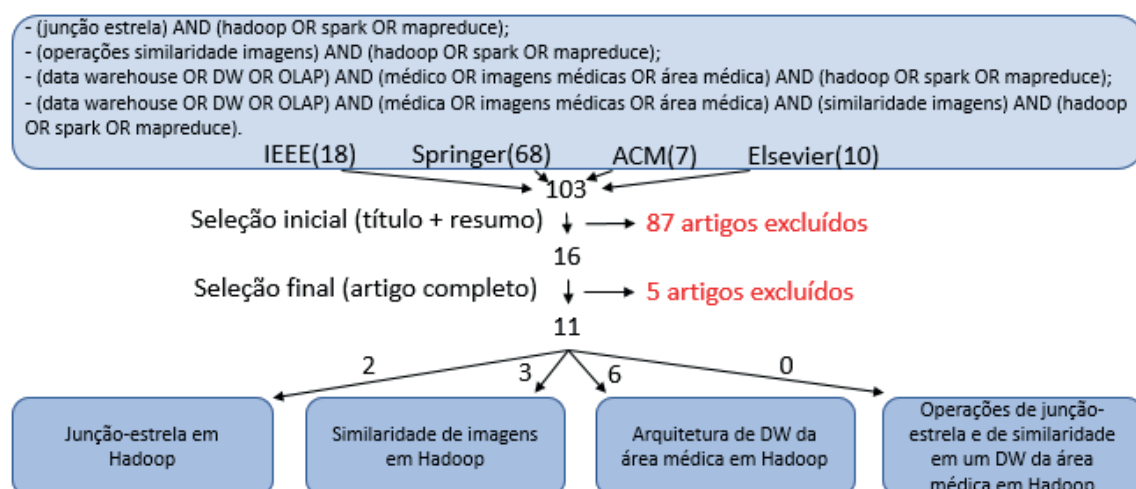 - (junção estrela) AND (hadoop OR spark OR mapreduce);
- (operações similaridade imagens) AND (hadoop OR spark OR mapreduce);
- (data warehouse OR DW OR OLAP) AND (médico OR imagens médicas OR área médica) AND (hadoop OR spark OR mapreduce);
- (data warehouse OR DW OR OLAP) AND (médica OR imagens médicas OR área médica) AND (similaridade imagens) AND (hadoop
OR spark OR mapreduce).
IEEE(18) Springer(68) ACM(7) Elsevier(10)
103
Seleção inicial (título + resumo) 87 artigos excluídos
16
Seleção final (artigo completo) 5 artigos excluídos
11
2 3 6 0
Junção-estrela em
Hadoop
Similaridade de imagens
em Hadoop
Arquitetura de DW da
área médica em Hadoop
Operações de junção-
estrela e de similaridade
em um DW da área
médica em Hadoop